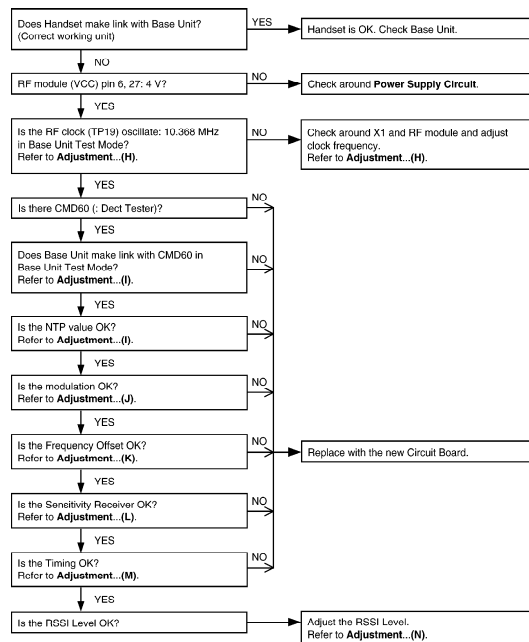 Does Handset make link with Base Unit?
(Correct working unit)
YES
Handset is OK. Check Base Unit.
NO
RF module (VCC) pin 6, 27: 4 V?
NO
Check around Power Supply Circuit.
YES
Is the RF clock (TP19) oscillate: 10.368 MHz
in Base Unit Test Mode?
Refer to Adjustment...(H).
NO
Check around X1 and RF module and adjust
clock frequency.
Refer to Adjustment...(H).
YES
Is there CMD60 (: Dect Tester)?
NO
YES
Does Base Unit make link with CMD60 in
Base Unit Test Mode?
Refer to Adjustment...(I).
NO
YES
Is the NTP value OK?
Refer to Adjustment...(I).
NO
YES
Is the modulation OK?
Refer to Adjustment...(J).
NO
YES
Is the Frequency Offset OK?
Refer to Adjustment...(K).
NO
Replace with the new Circuit Board.
YES
Is the Sensitivity Receiver OK?
Refer to Adjustment...(L).
NO
YES
Is the Timing OK?
Refer to Adjustment...(M).
NO
YES
Is the RSSI Level OK?
Adjust the RSSI Level.
Refer to Adjustment...(N).